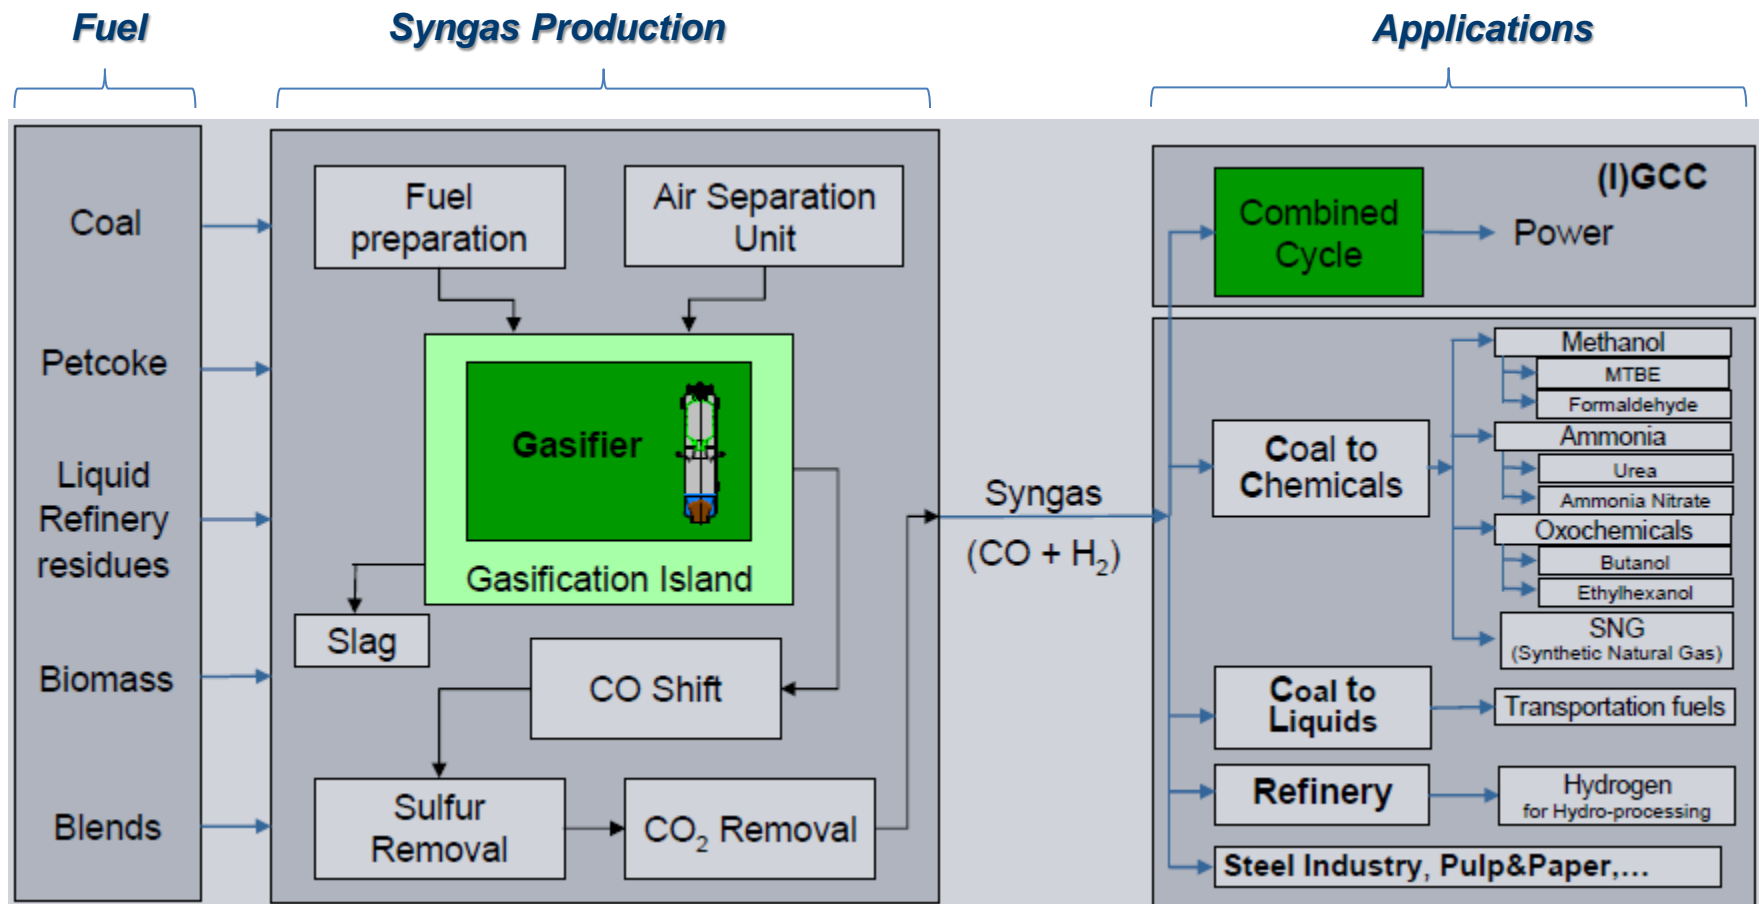 Fuel
Syngas Production
Applications
Coal
Petcoke
Liquid
Refinery
residues
Biomass
Blends
Fuel
preparation
Air Separation
Unit
Gasifier
Gasification Island
Slag
CO Shift
Sulfur
Removal
CO₂ Removal
Syngas
(CO + H₂)
(I)GCC
Combined
Cycle
Power
Coal to
Chemicals
Methanol
MTBE
Formaldehyde
Ammonia
Urea
Ammonia Nitrate
Oxochemicals
Butanol
Ethylhexanol
SNG
(Synthetic Natural Gas)
Coal to
Liquids
Transportation fuels
Refinery
Hydrogen
for Hydro-processing
Steel Industry, Pulp&Paper,...